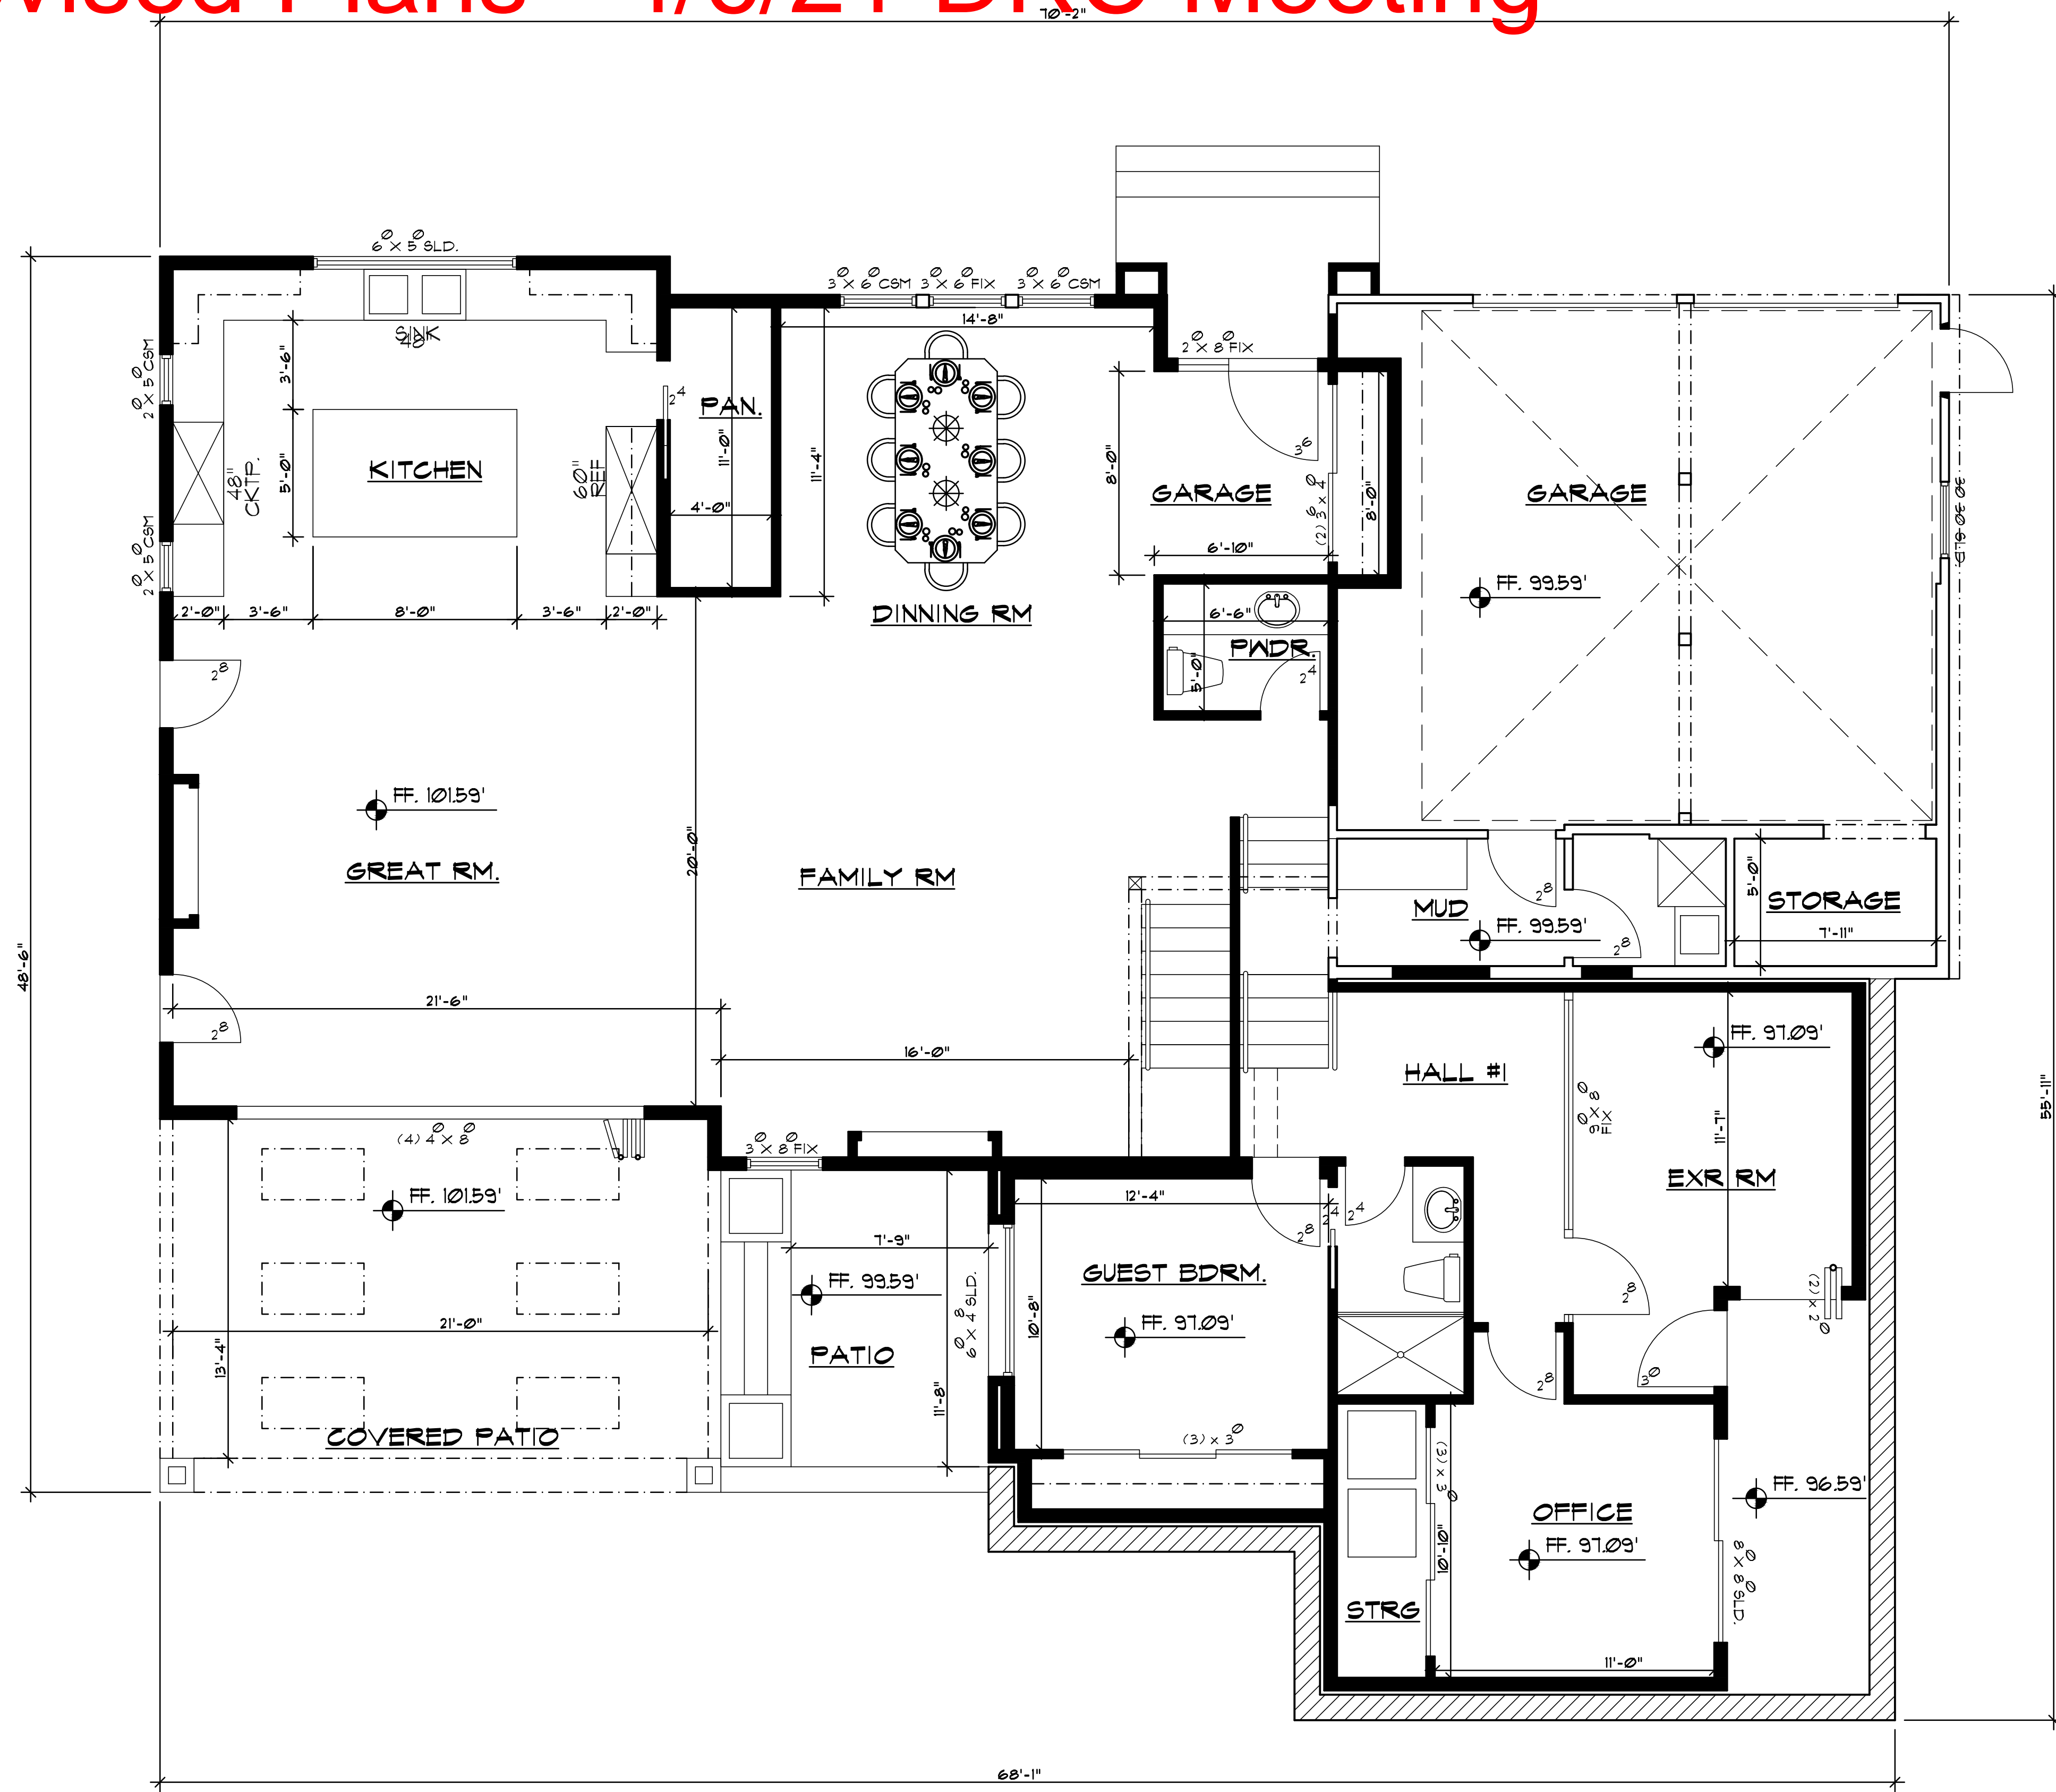 70'-2"
6⁰ X 5⁰ SLD.
3⁰ X 6⁰ CSM 3⁰ X 6⁰ FIX 3⁰ X 6⁰ CSM
14'-8"
2⁰ X 8⁰ FIX
SINK
3'-6"
2⁰ X 5⁰ CSM
2⁴
PAN.
11'-0"
11'-4"
8'-0"
3⁶
8'-0"
48"
CKTP.
5'-0"
KITCHEN
60"
REF
4'-0"
GARAGE
(2) 3⁶ X 4⁰
GARAGE
30 30 SLD.
6'-10"
2⁰ X 5⁰ CSM
FF. 99.59'
2'-0"
3'-6"
8'-0"
3'-6"
2'-0"
DINNING RM
6'-6"
PWDR.
5'-0"
2⁴
2⁸
FF. 101.59'
GREAT RM.
20'-0"
FAMILY RM
2⁸
MUD
FF. 99.59'
2⁸
5'-0"
STORAGE
7'-11"
48'-6"
21'-6"
2⁸
16'-0"
HALL #1
FF. 97.09'
9⁰ X 8⁰
FIX
11'-7"
55'-11"
(4) 4⁰ X 8⁰
3⁰ X 8⁰ FIX
EXR RM
FF. 101.59'
12'-4"
2⁸
2⁴
2⁴
7'-9"
FF. 99.59'
6⁰ X 4⁸ SLD.
GUEST BDRM.
10'-8"
FF. 97.09'
2⁸
(2) X 2⁰
21'-0"
13'-4"
PATIO
11'-8"
2⁸
3⁰
COVERED PATIO
(3) X 3⁰
(3) X 3⁰
OFFICE
FF. 97.09'
FF. 96.59'
10'-10"
8⁰ X 8⁰ SLD.
STRG
11'-0"
68'-1"